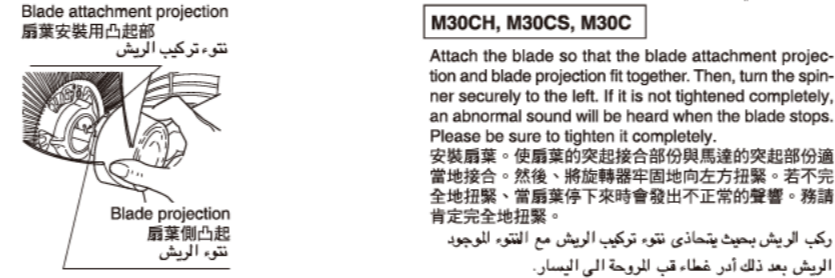 Blade attachment projection
扇葉安裝用凸起部
نتوء تركيب الريش
Blade projection
扇葉側凸起
نتوء الريش
M30CH, M30CS, M30C
Attach the blade so that the blade attachment projec-
tion and blade projection fit together. Then, turn the spin-
ner securely to the left. If it is not tightened completely,
an abnormal sound will be heard when the blade stops.
Please be sure to tighten it completely.
安裝扇葉。使扇葉的突起接合部份與馬達的突起部份適
當地接合。然後、將旋轉器牢固地向左方扭緊。若不完
全地扭緊、當扇葉停下來時會發出不正常的聲響。務請
肯定完全地扭緊。
ركب الريش بحيث يتحاذى نتوء تركيب الريش مع النتوء الموجود
الريش بعد ذلك أدر غطاء قب المروحة الى اليسار.